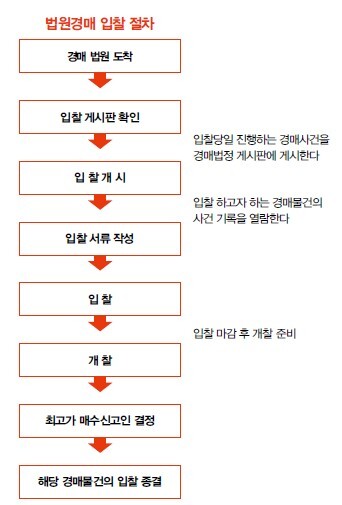 법원경매 입찰 절차
경매 법원 도착
입찰 게시판 확인
입찰당일 진행하는 경매사건을
경매법정 게시판에 게시한다
입 찰 개 시
입찰 하고자 하는 경매물건의
사건 기록을 열람한다
입찰 서류 작성
입 찰
입찰 마감 후 개찰 준비
개 찰
최고가 매수신고인 결정
해당 경매물건의 입찰 종결